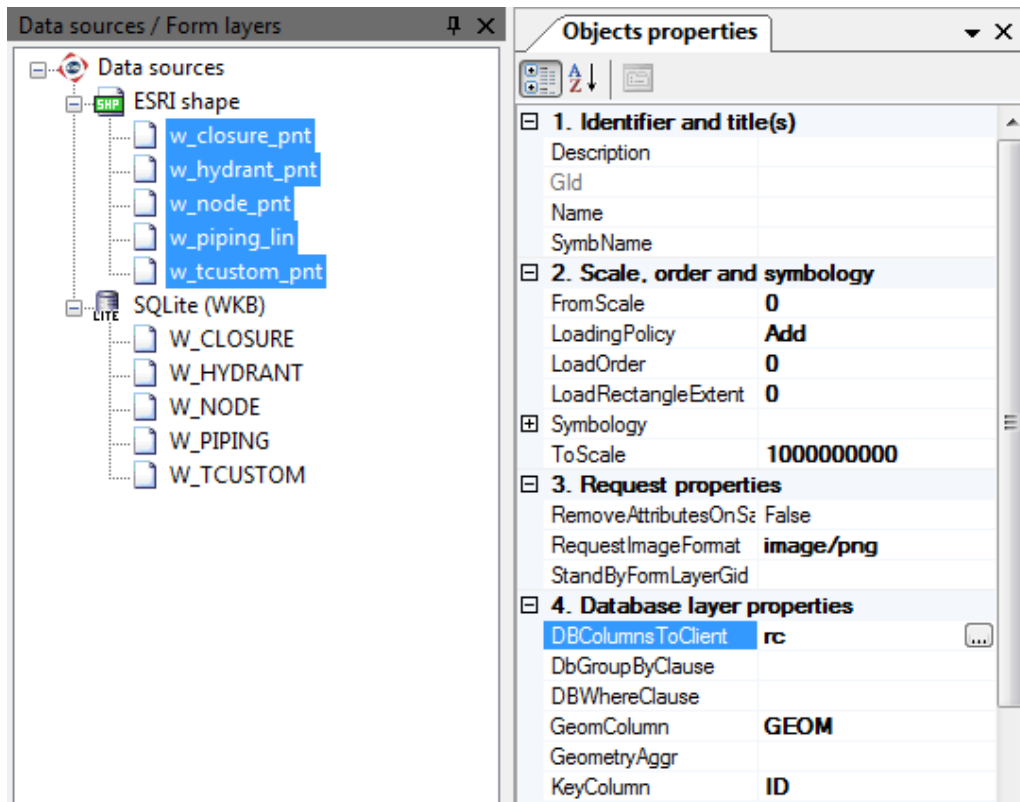 Data sources / Form layers
Data sources
ESRI shape
SHP
w_closure_pnt
w_hydrant_pnt
w_node_pnt
w_piping_lin
w_tcustom_pnt
SQLite (WKB)
LITE
W_CLOSURE
W_HYDRANT
W_NODE
W_PIPING
W_TCUSTOM
Objects properties
A
Z
1. Identifier and title(s)
Description
GId
Name
SymbName
2. Scale, order and symbology
FromScale 0
LoadingPolicy Add
LoadOrder 0
LoadRectangleExtent 0
Symbology
ToScale 1000000000
3. Request properties
RemoveAttributesOnSa False
RequestImageFormat image/png
StandByFormLayerGid
4. Database layer properties
DBColumnsToClient rc ...
DbGroupByClause
DBWhereClause
GeomColumn GEOM
GeometryAggr
KeyColumn ID